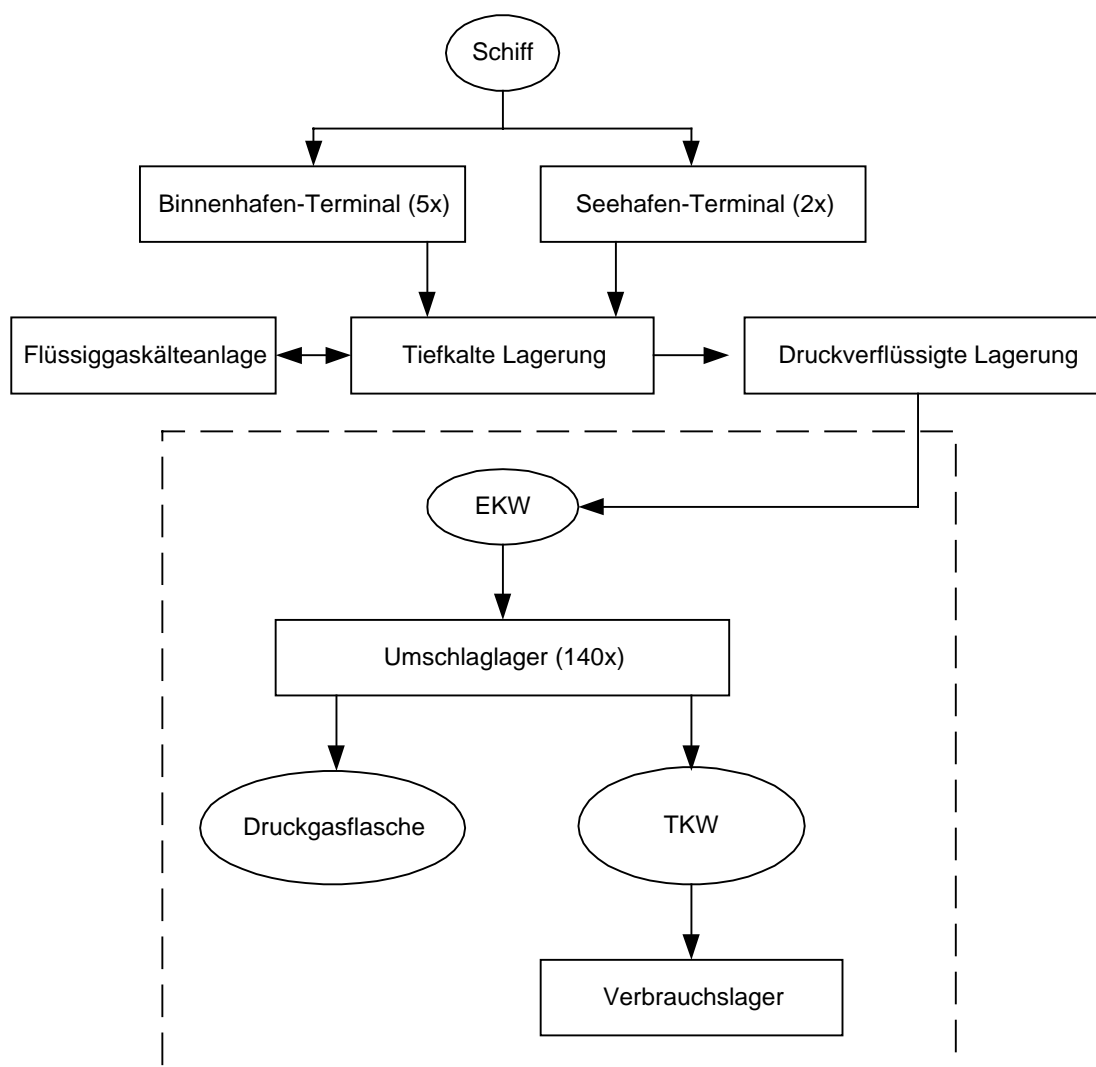 Schiff
Binnenhafen-Terminal (5x)
Seehafen-Terminal (2x)
Flüssiggaskälteanlage
Tiefkalte Lagerung
Druckverflüssigte Lagerung
EKW
Umschlaglager (140x)
Druckgasflasche
TKW
Verbrauchslager